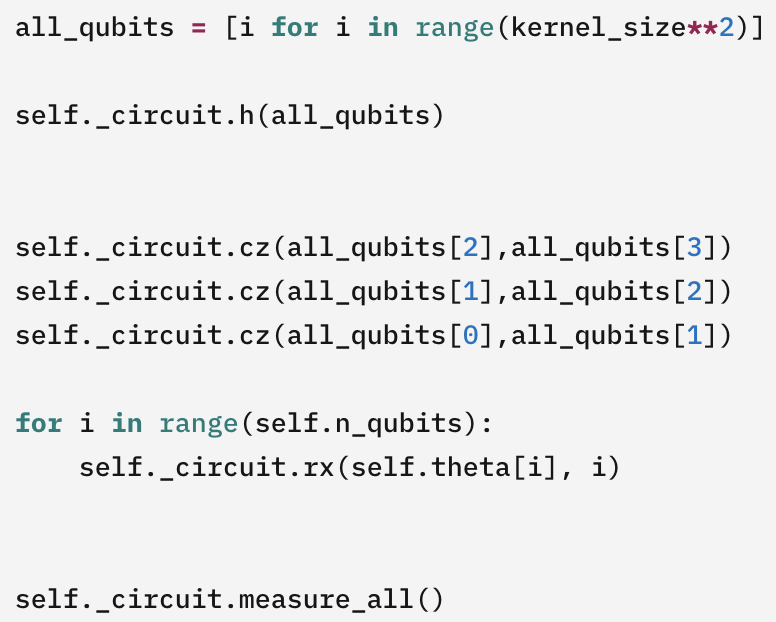 all_qubits = [i for i in range(kernel_size**2)]
self._circuit.h(all_qubits)
self._circuit.cz(all_qubits[2],all_qubits[3])
self._circuit.cz(all_qubits[1],all_qubits[2])
self._circuit.cz(all_qubits[0],all_qubits[1])
for i in range(self.n_qubits):
    self._circuit.rx(self.theta[i], i)
self._circuit.measure_all()